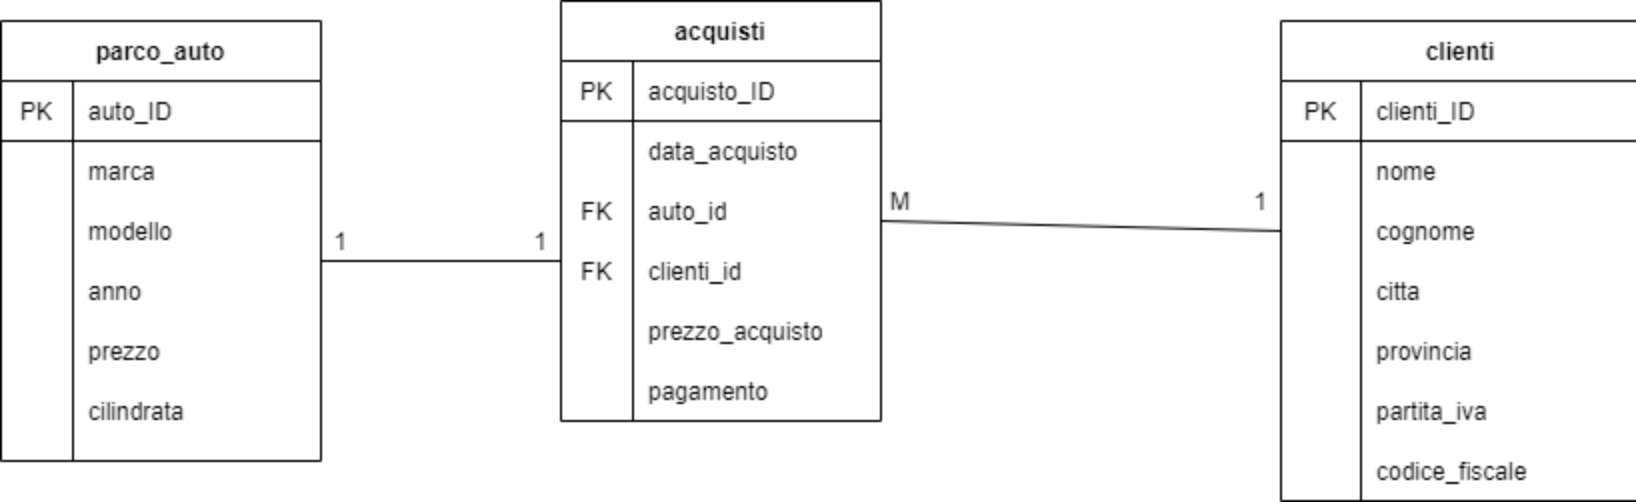 parco_auto
PK auto_ID
marca
modello
anno
prezzo
cilindrata
1 1
acquisti
PK acquisto_ID
data_acquisto
FK auto_id
FK clienti_id
prezzo_acquisto
pagamento
M 1
clienti
PK clienti_ID
nome
cognome
citta
provincia
partita_iva
codice_fiscale